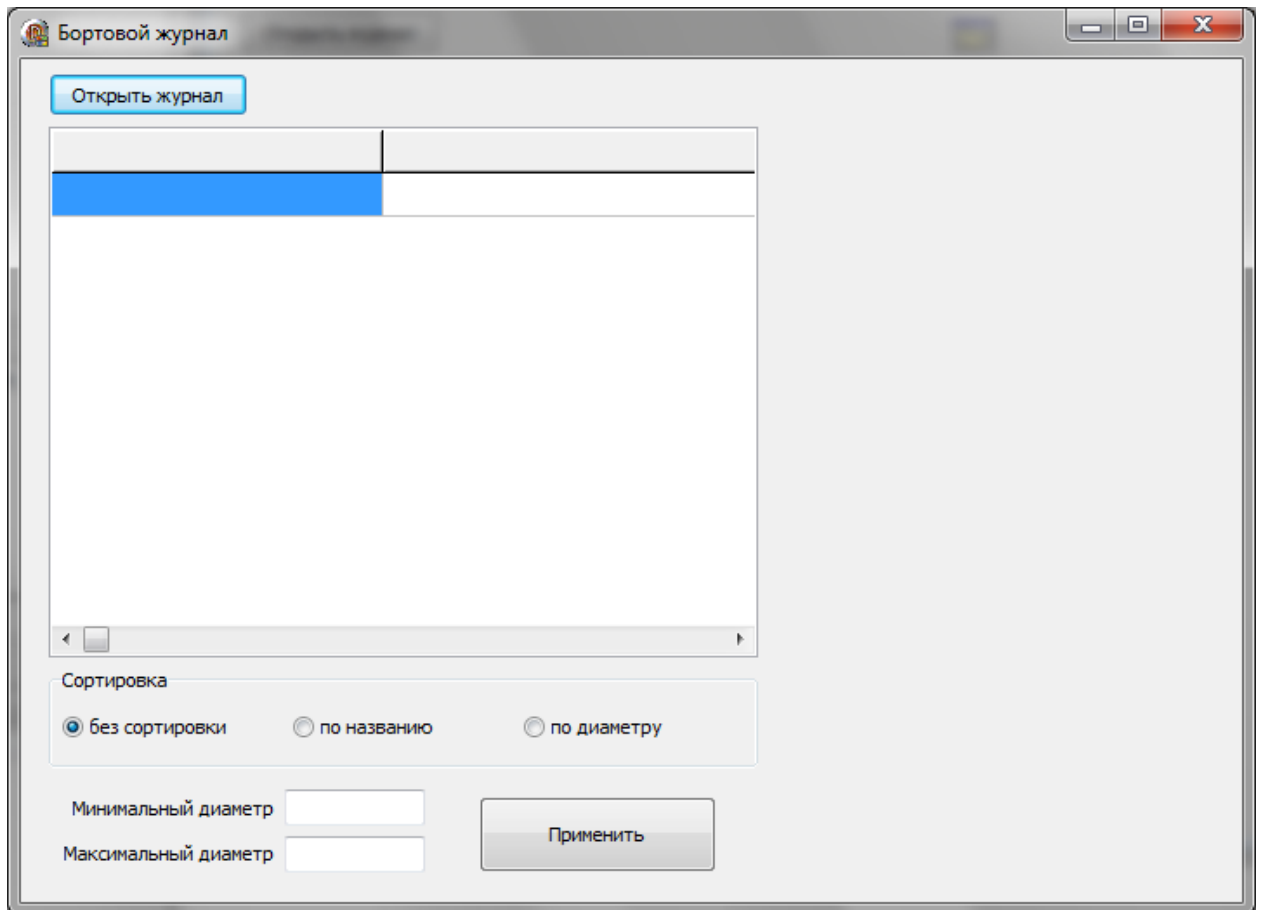 Бортовой журнал
Открыть журнал
Сортировка
без сортировки по названию по диаметру
Минимальный диаметр
Применить
Максимальный диаметр